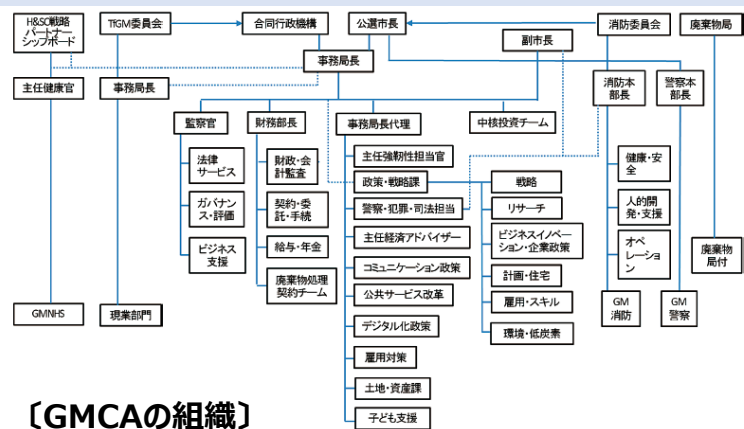 H&SC戦略
パートナー
シップボード
TfGM委員会
合同行政機構
公選市長
消防委員会
廃棄物局
副市長
事務局長
主任健康官
事務局長
消防本
部長
警察本
部長
監察官
財務部長
事務局長代理
中核投資チーム
法律
サービス
ガバナン
ス・評価
ビジネス
支援
財政・会
計監査
契約・委
託・手続
給与・年金
廃棄物処理
契約チーム
主任強靭性担当官
政策・戦略課
警察・犯罪・司法担当
主任経済アドバイザー
コミュニケーション政策
公共サービス改革
デジタル化政策
雇用対策
土地・資産課
子ども支援
戦略
リサーチ
ビジネスイノベー
ション・企業政策
計画・住宅
雇用・スキル
環境・低炭素
健康・安
全
人的開
発・支援
オペ
レーショ
ン
廃棄物
局付
GMNHS
現業部門
GM
消防
GM
警察
〔GMCAの組織〕